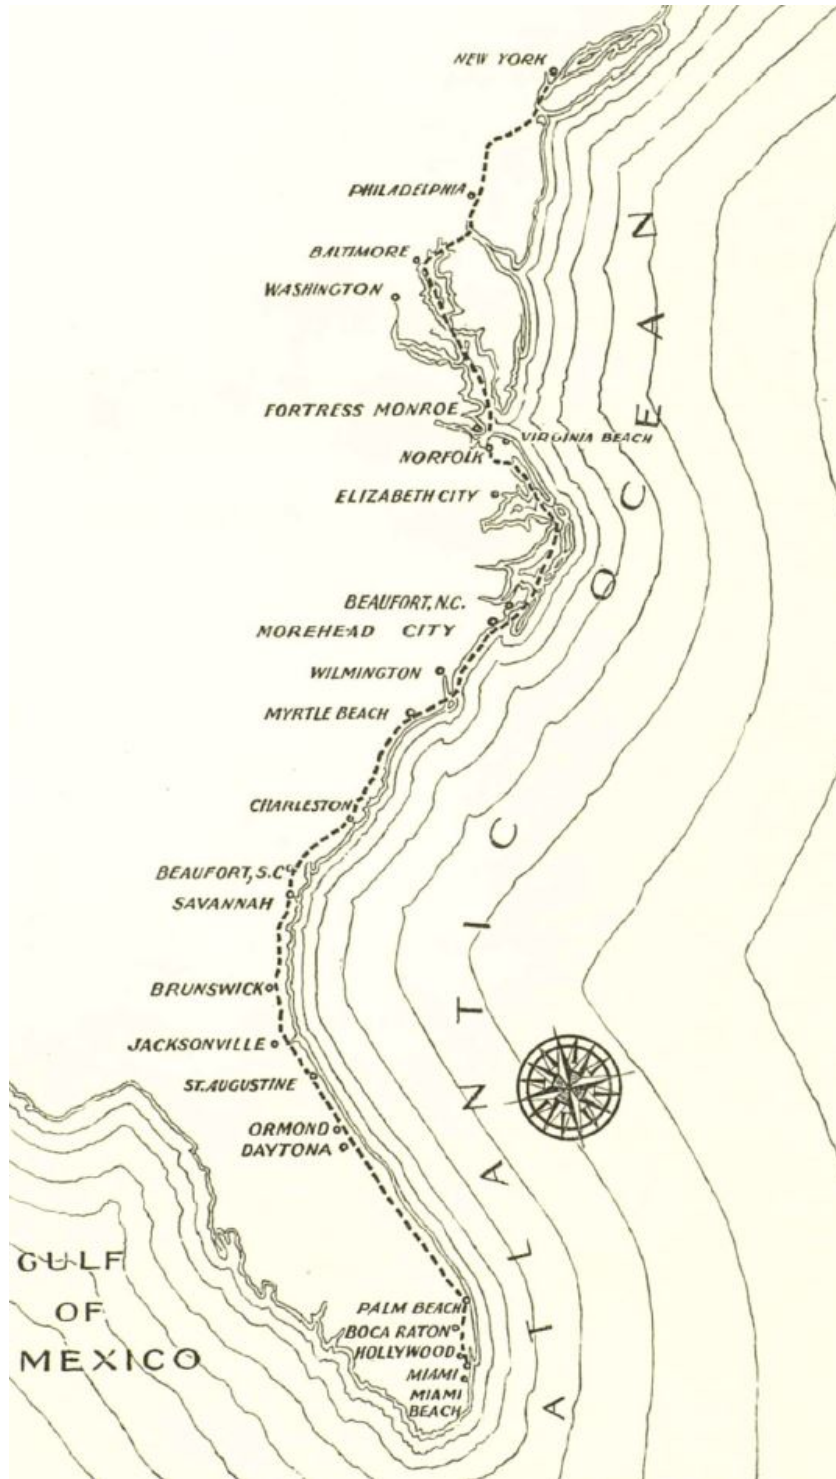 NEW YORK
PHILADELPHIA
BALTIMORE
WASHINGTON
FORTRESS MONROE
VIRGINIA BEACH
NORFOLK
ELIZABETH CITY
BEAUFORT, N.C.
MOREHEAD CITY
WILMINGTON
MYRTLE BEACH
CHARLESTON
BEAUFORT, S.C
SAVANNAH
BRUNSWICK
JACKSONVILLE
ST. AUGUSTINE
ORMOND
DAYTONA
PALM BEACH
BOCA RATON
HOLLYWOOD
MIAMI
MIAMI
BEACH
GULF
OF
MEXICO
ATLANTIC OCEAN